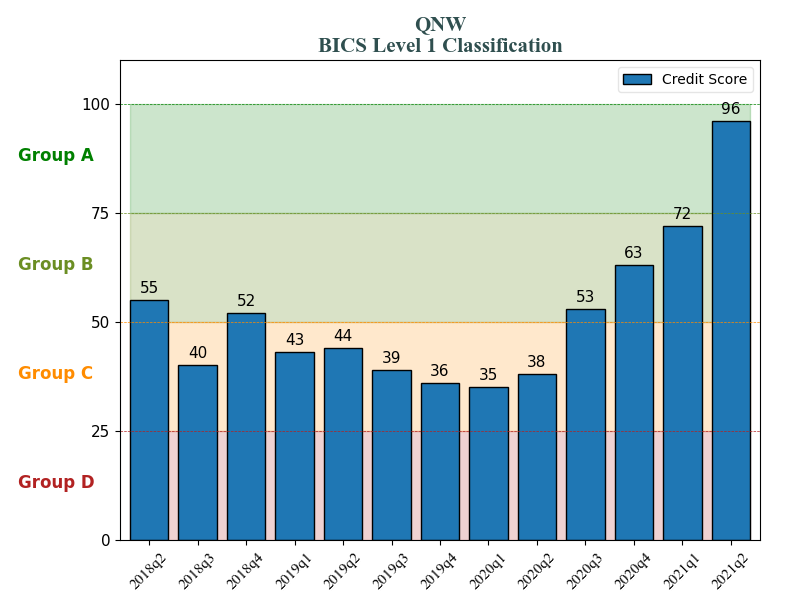 QNW
BICS Level 1 Classification
Credit Score
100
75
50
25
0
Group A
Group B
Group C
Group D
55
40
52
43
44
39
36
35
38
53
63
72
96
2018q2
2018q3
2018q4
2019q1
2019q2
2019q3
2019q4
2020q1
2020q2
2020q3
2020q4
2021q1
2021q2